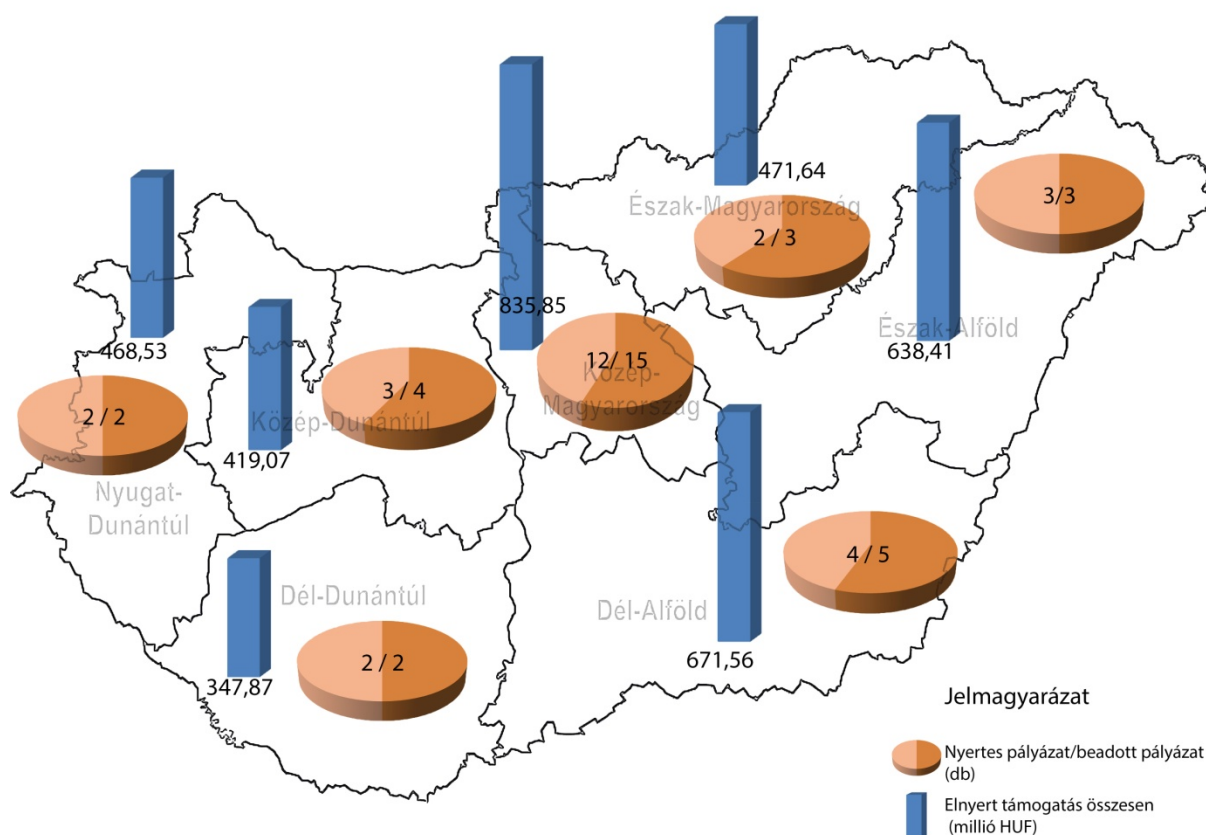 471,64
Észak-Magyarország
2 / 3
3/3
835,85
468,53
Észak-Alföld
638,41
12/ 15
Közép-
Magyarország
3 / 4
Közép-Dunántúl
419,07
2 / 2
Nyugat-
Dunántúl
4 / 5
Dél-Dunántúl
Dél-Alföld
671,56
2 / 2
347,87
Jelmagyarázat
Nyertes pályázat/beadott pályázat
(db)
Elnyert támogatás összesen
(millió HUF)